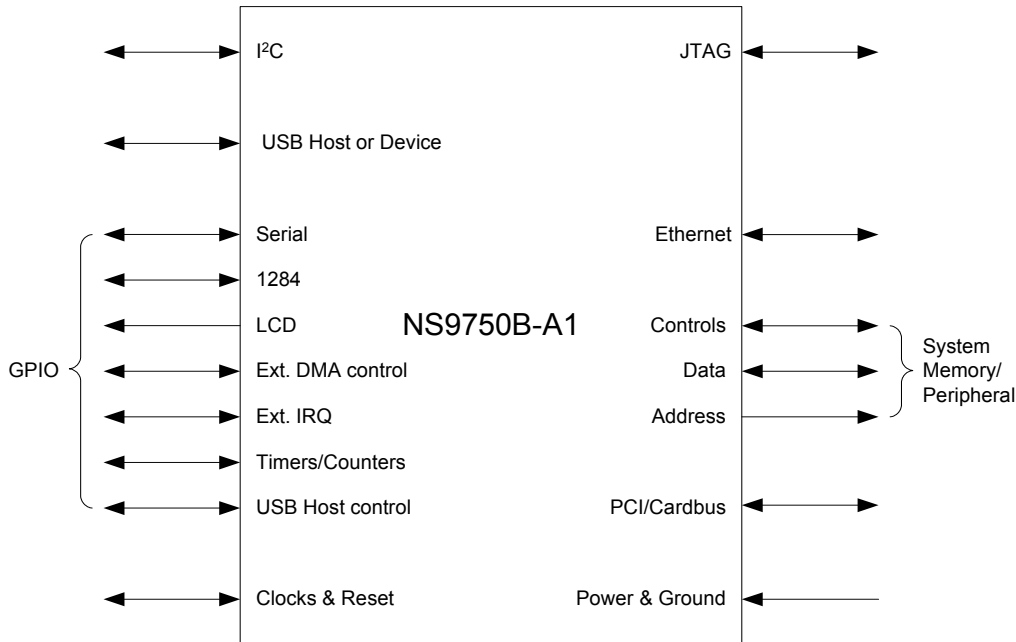 I²C
JTAG
USB Host or Device
Serial
Ethernet
1284
LCD
NS9750B-A1
Controls
GPIO
Ext. DMA control
Data
System
Memory/
Peripheral
Ext. IRQ
Address
Timers/Counters
USB Host control
PCI/Cardbus
Clocks & Reset
Power & Ground